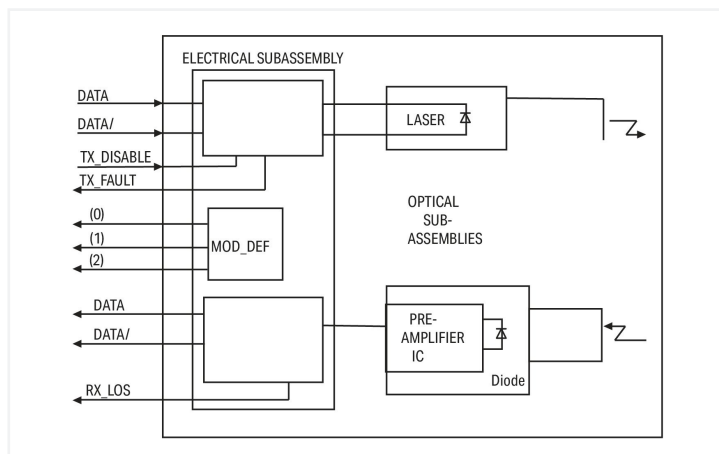 ELECTRICAL SUBASSEMBLY
DATA
DATA/
TX_DISABLE
TX_FAULT
LASER
(0)
(1)
(2)
MOD_DEF
OPTICAL
SUB-
ASSEMBLIES
DATA
DATA/
RX_LOS
PRE-
AMPLIFIER
IC
Diode